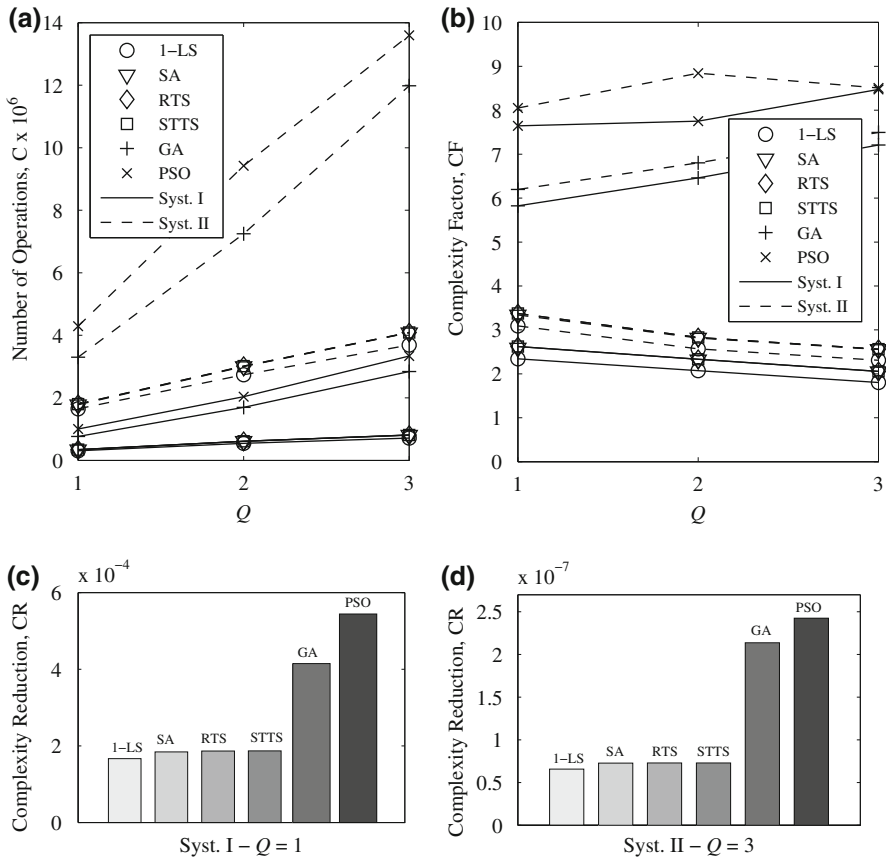 (a)
Number of Operations, C x 10^6
14
12
10
8
6
4
2
0
1–LS
SA
RTS
STTS
GA
PSO
Syst. I
Syst. II
1
2
3
Q
(b)
Complexity Factor, CF
10
9
8
7
6
5
4
3
2
1
0
1–LS
SA
RTS
STTS
GA
PSO
Syst. I
Syst. II
1
2
3
Q
(c)
x 10^-4
Complexity Reduction, CR
6
4
2
0
1–LS
SA
RTS
STTS
GA
PSO
Syst. I – Q = 1
(d)
x 10^-7
Complexity Reduction, CR
2.5
2
1.5
1
0.5
0
1–LS
SA
RTS
STTS
GA
PSO
Syst. II – Q = 3